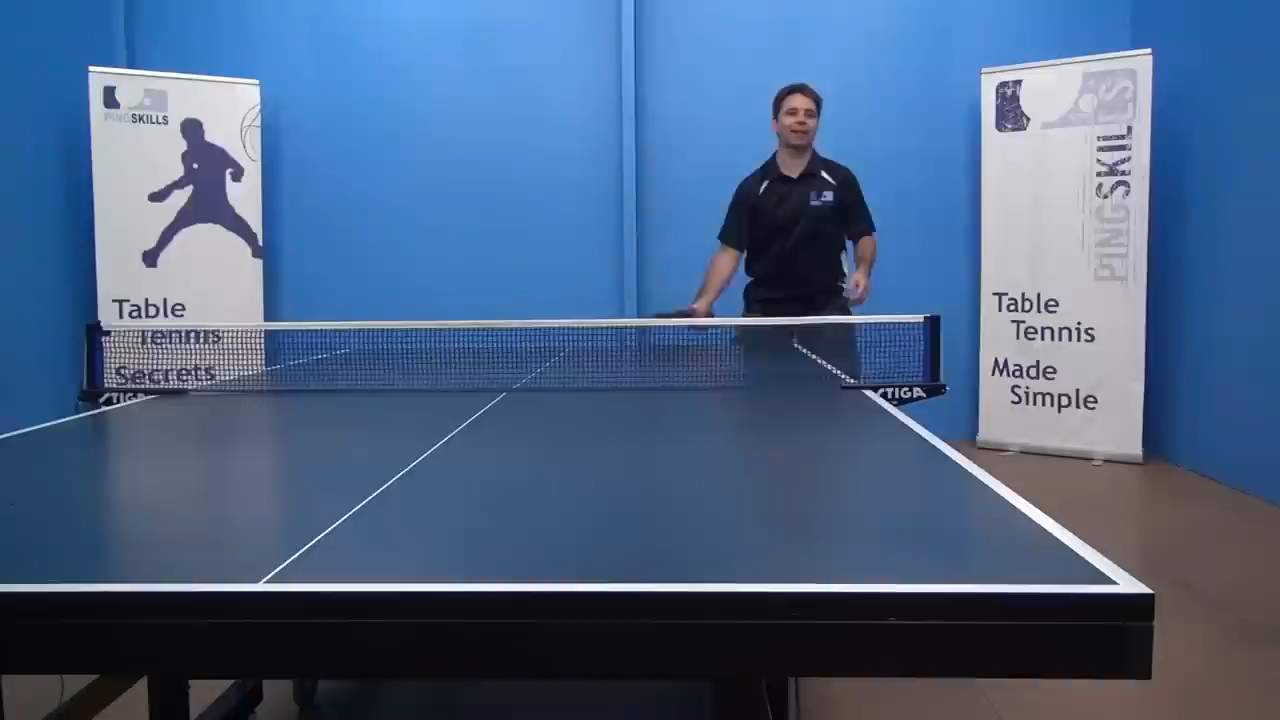 PINGSKILLS
Table
Tennis
Secrets
STIGA
STIGA
PINGSKILLS
Table
Tennis
Made
Simple